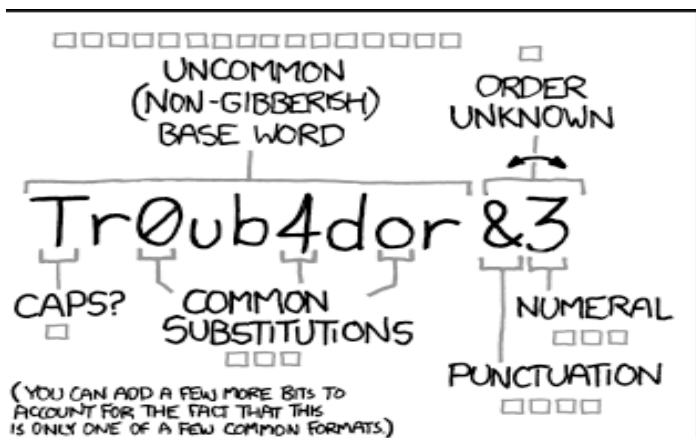 UNCOMMON
(NON-GIBBERISH)
BASE WORD
ORDER
UNKNOWN
Tr0ub4dor &3
CAPS?
COMMON
SUBSTITUTIONS
NUMERAL
PUNCTUATION
(YOU CAN ADD A FEW MORE BITS TO
ACCOUNT FOR THE FACT THAT THIS
IS ONLY ONE OF A FEW COMMON FORMATS.)